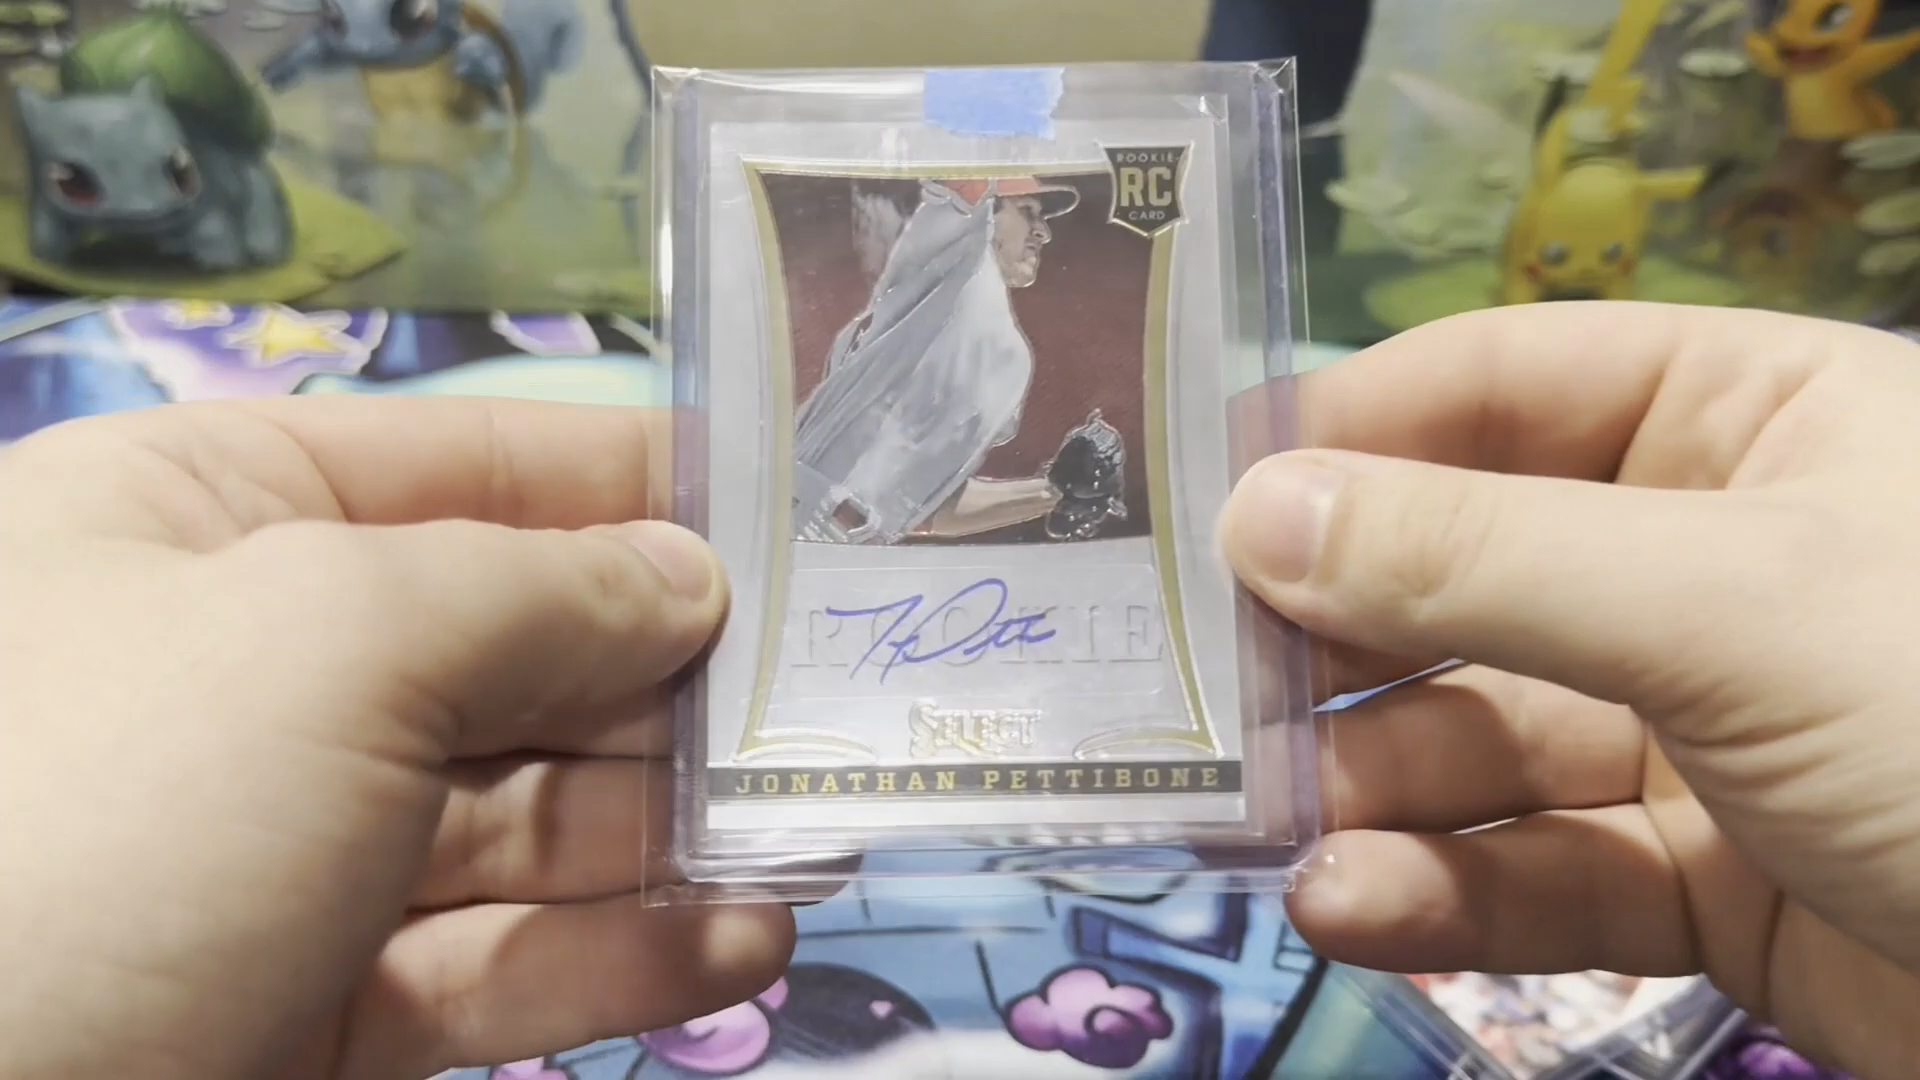 ROOKIE
RC
CARD
ROOKIE
SELECT
JONATHAN PETTIBONE